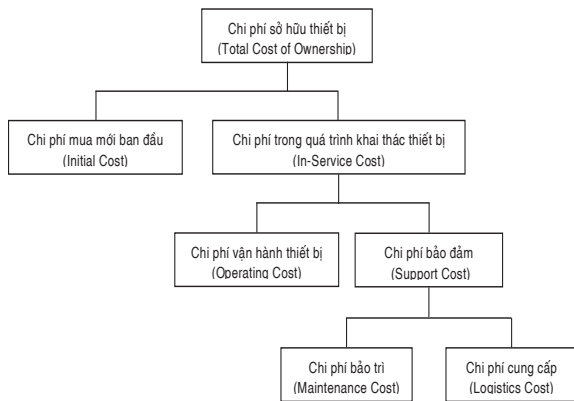 Chi phí sở hữu thiết bị
(Total Cost of Ownership)
Chi phí mua mới ban đầu
(Initial Cost)
Chi phí trong quá trình khai thác thiết bị
(In-Service Cost)
Chi phí vận hành thiết bị
(Operating Cost)
Chi phí bảo đảm
(Support Cost)
Chi phí bảo trì
(Maintenance Cost)
Chi phí cung cấp
(Logistics Cost)